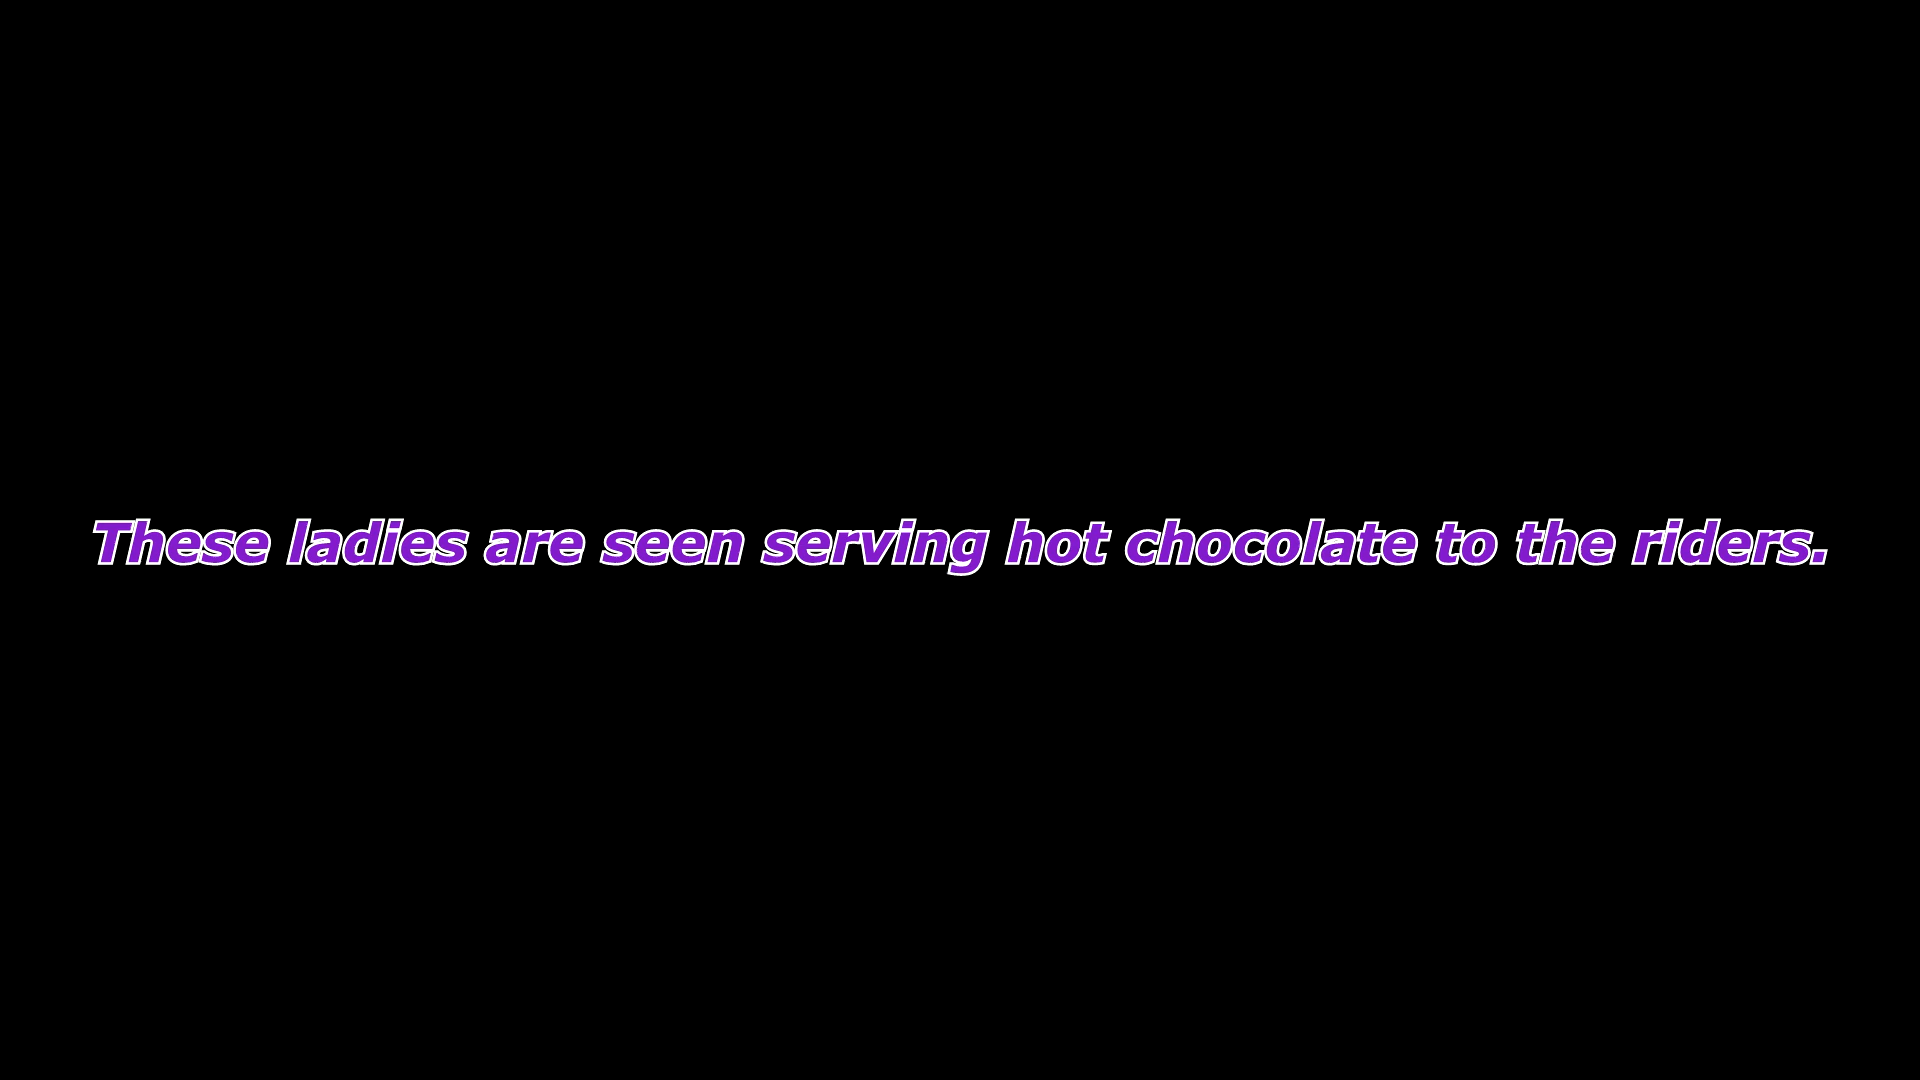 These ladies are seen serving hot chocolate to the riders.